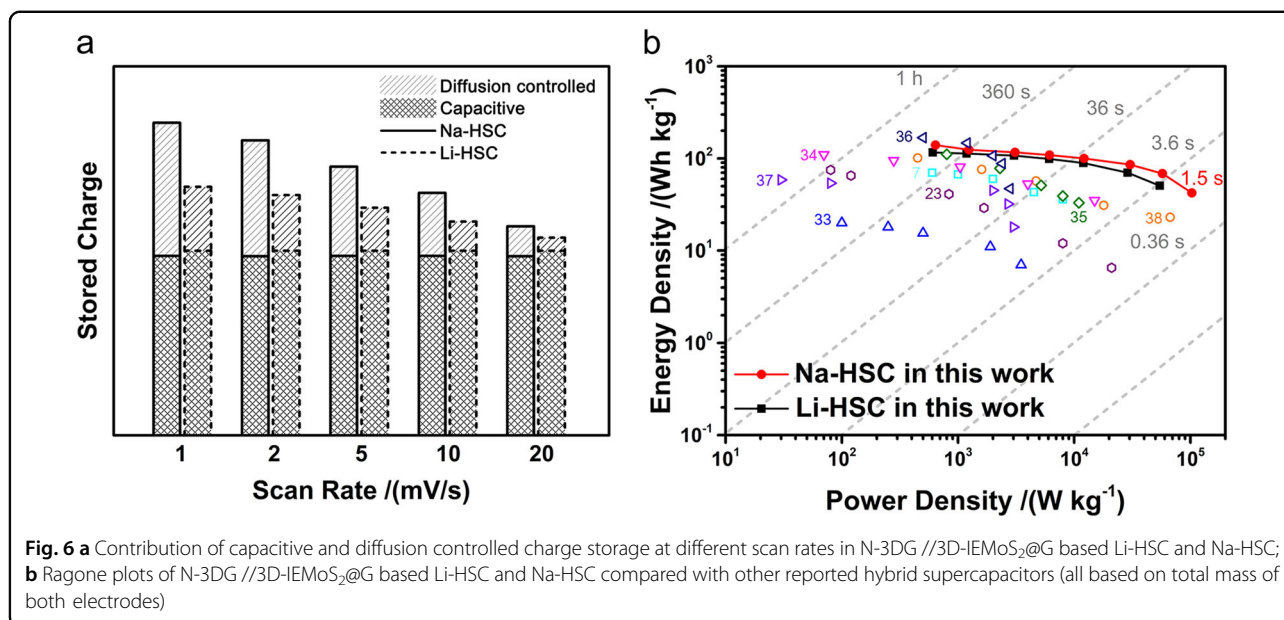 a
Diffusion controlled
Capacitive
Na-HSC
Li-HSC
Stored Charge
1 2 5 10 20
Scan Rate /(mV/s)
b
Energy Density/(Wh kg⁻¹)
10³
10²
10¹
10⁰
10⁻¹
1 h
360 s
36 s
3.6 s
1.5 s
0.36 s
36
34
37
7
23
33
35
38
Na-HSC in this work
Li-HSC in this work
10¹ 10² 10³ 10⁴ 10⁵
Power Density /(W kg⁻¹)
Fig. 6 a Contribution of capacitive and diffusion controlled charge storage at different scan rates in N-3DG //3D-IEMoS₂@G based Li-HSC and Na-HSC;
b Ragone plots of N-3DG //3D-IEMoS₂@G based Li-HSC and Na-HSC compared with other reported hybrid supercapacitors (all based on total mass of
both electrodes)